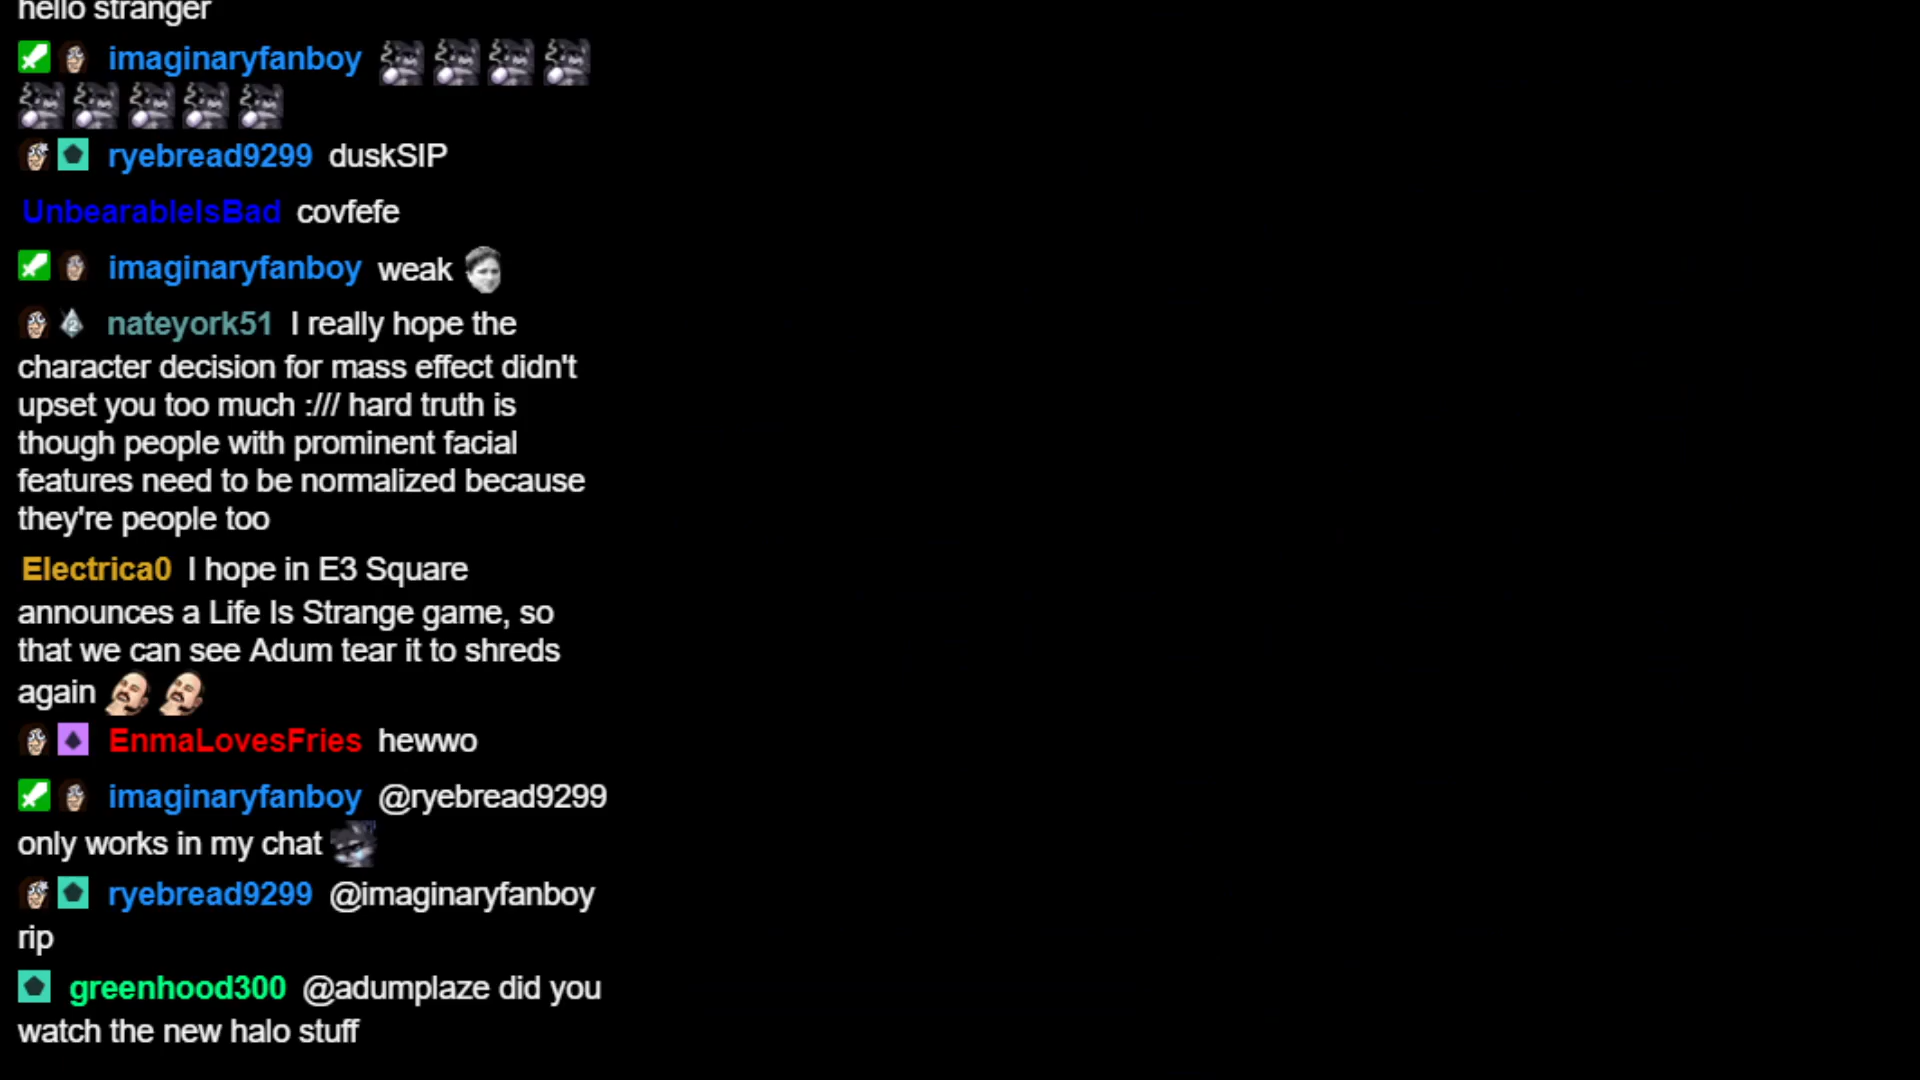 hello stranger
imaginaryfanboy
ryebread9299 duskSIP
UnbearableIsBad covfefe
imaginaryfanboy weak
nateyork51 I really hope the
character decision for mass effect didn't
upset you too much :/// hard truth is
though people with prominent facial
features need to be normalized because
they're people too
Electrica0 I hope in E3 Square
announces a Life Is Strange game, so
that we can see Adum tear it to shreds
again
EnmaLovesFries hewwo
imaginaryfanboy @ryebread9299
only works in my chat
ryebread9299 @imaginaryfanboy
rip
greenhood300 @adumplaze did you
watch the new halo stuff